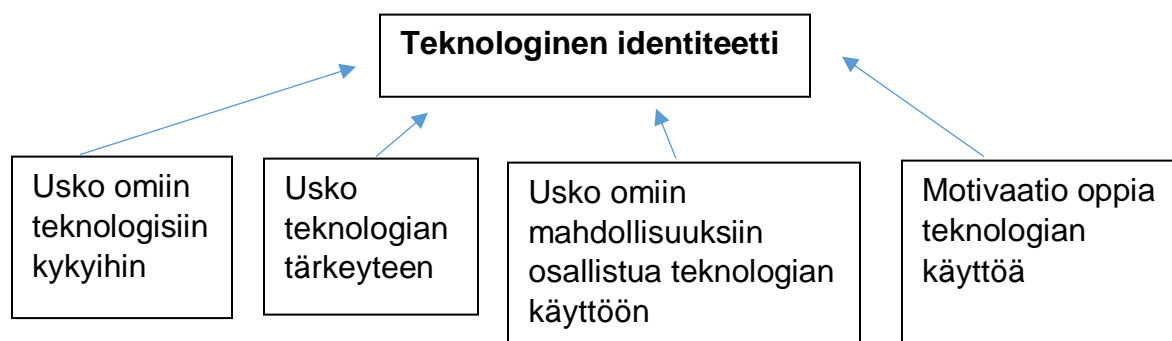 Teknologinen identiteetti
Usko omiin
teknologisiin
kykyihin
Usko
teknologian
tärkeyteen
Usko omiin
mahdollisuuksiin
osallistua teknologian
käyttöön
Motivaatio oppia
teknologian
käyttöä